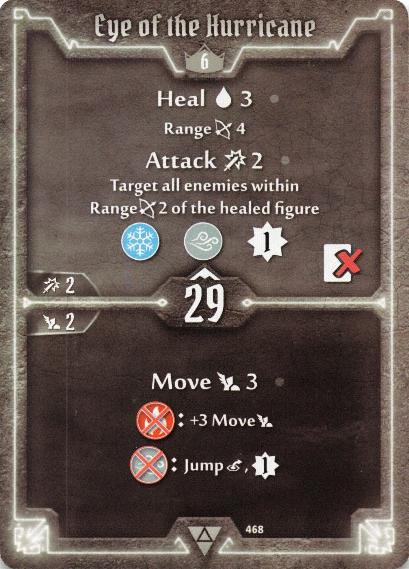 Eye of the Hurricane
6
Heal 3
Range 4
Attack 2
Target all enemies within
Range 2 of the healed figure
1
2
29
2
Move 3
: +3 Move
: Jump , 1
468